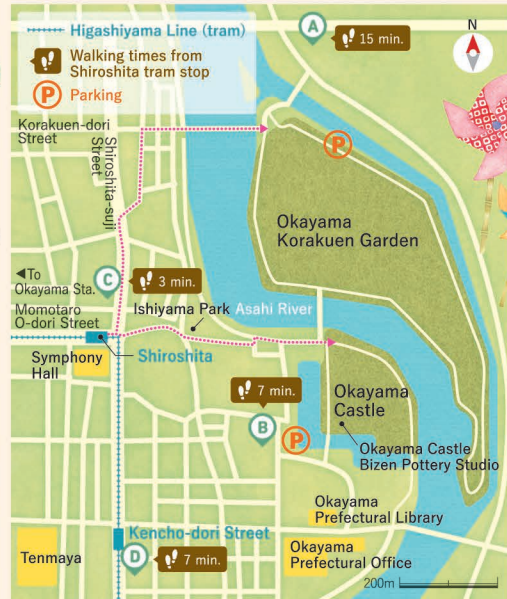 Higashiyama Line (tram)
Walking times from
Shiroshita tram stop
P Parking
A
15 min.
N
Korakuen-dori
Street
Shiroshita-suji
Street
P
Okayama
Korakuen Garden
◀To
Okayama Sta.
C
3 min.
Momotaro
O-dori Street
Ishiyama Park
Asahi River
Shiroshita
Symphony
Hall
7 min.
B
P
Okayama
Castle
Okayama Castle
Bizen Pottery Studio
Okayama
Prefectural Library
Kencho-dori Street
Tenmaya
D
7 min.
Okayama
Prefectural Office
200m